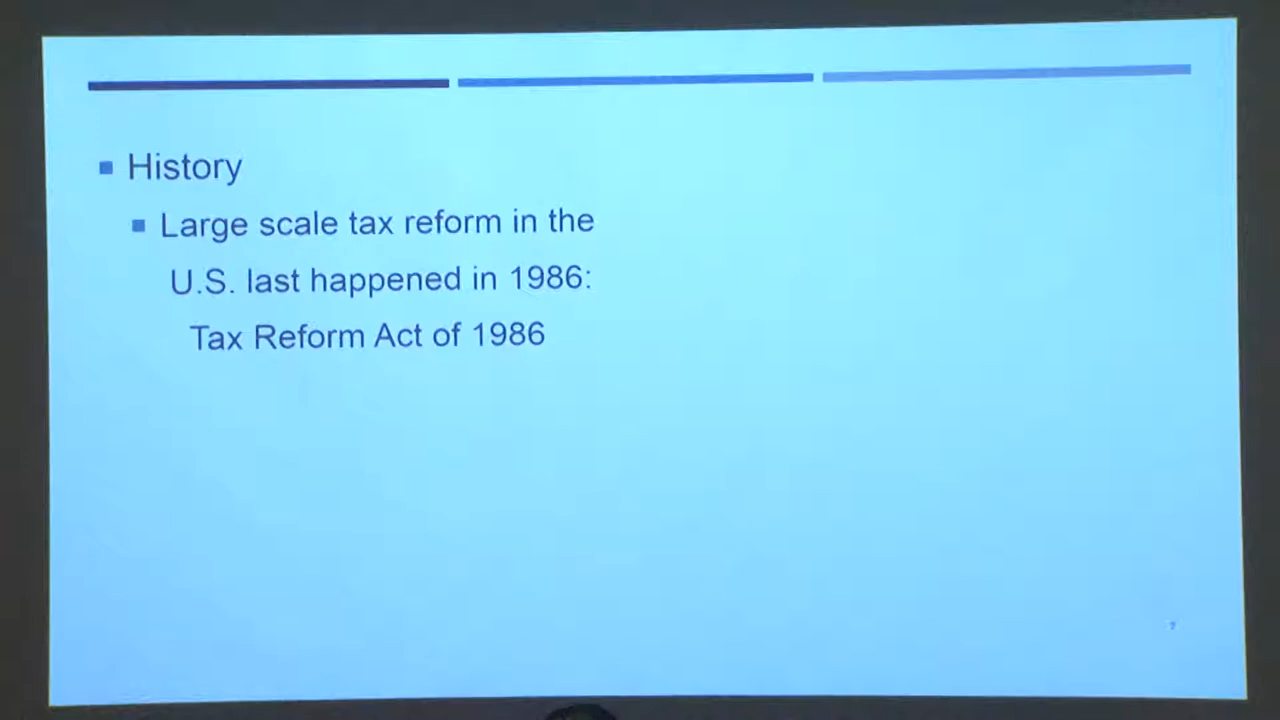 History
Large scale tax reform in the
U.S. last happened in 1986:
Tax Reform Act of 1986